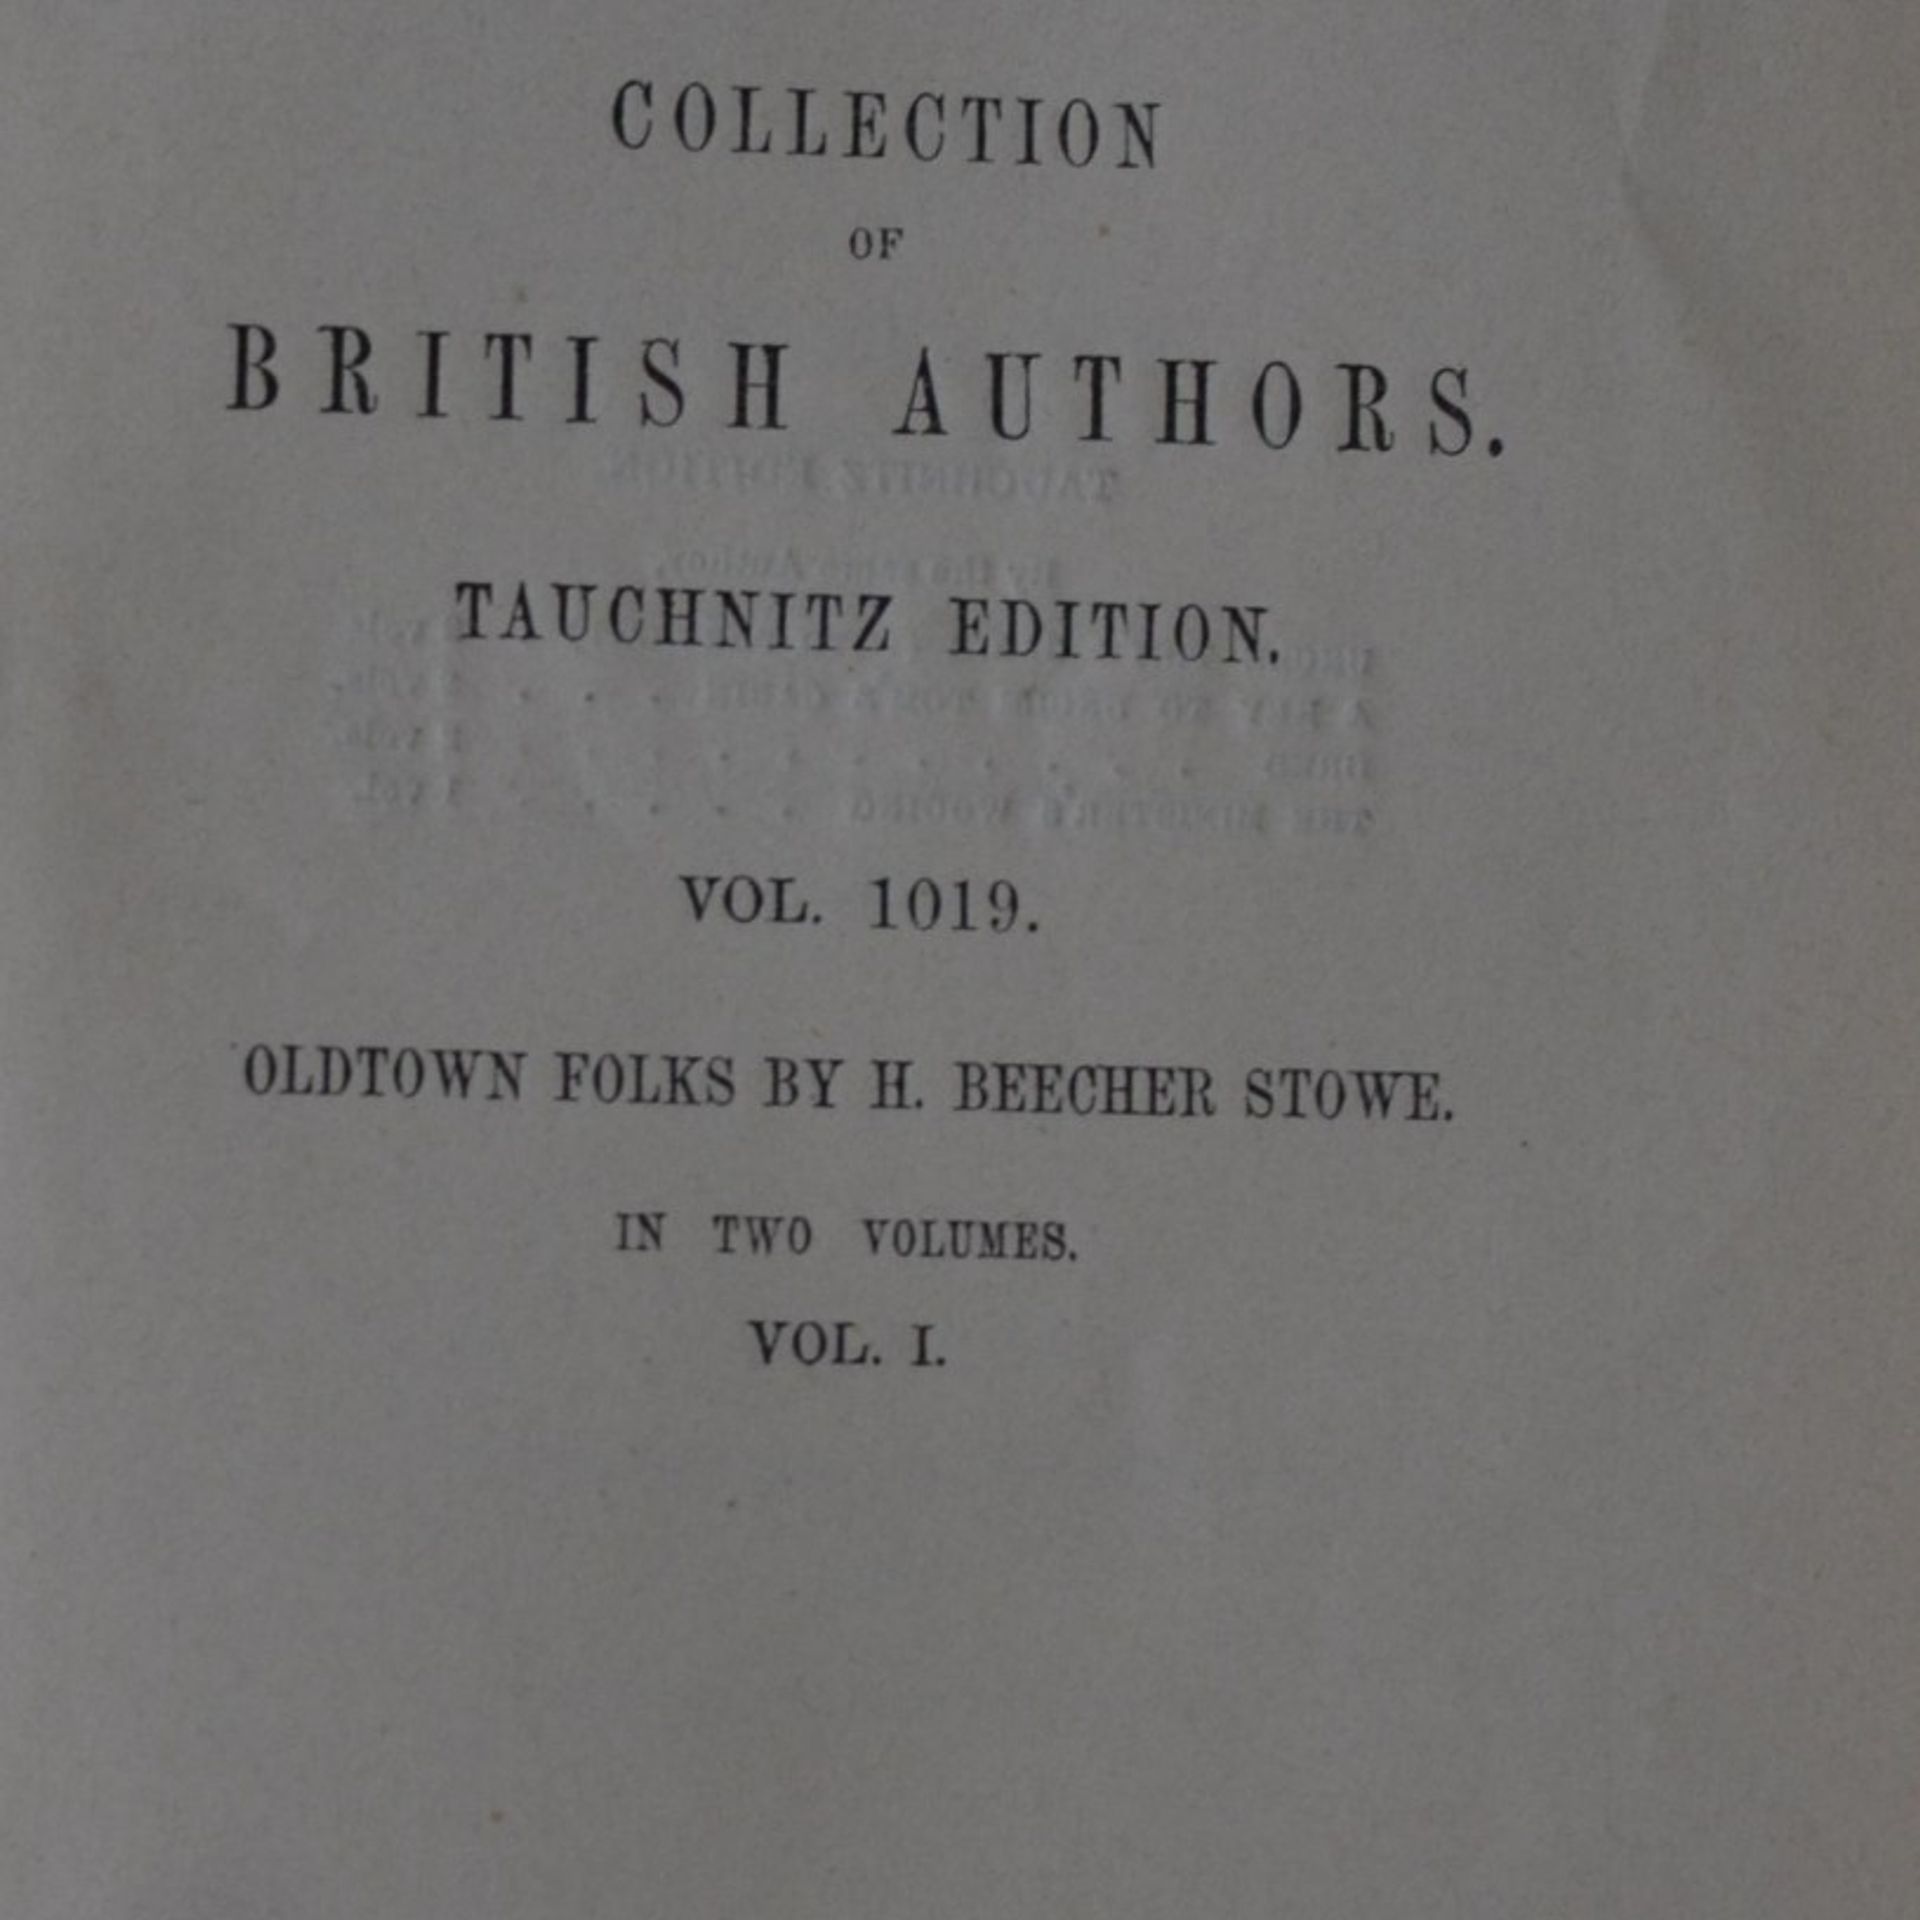 COLLECTION
OF
BRITISH AUTHORS.
TAUCHNITZ EDITION.
VOL. 1019.
OLDTOWN FOLKS BY H. BEECHER STOWE.
IN TWO VOLUMES.
VOL. I.